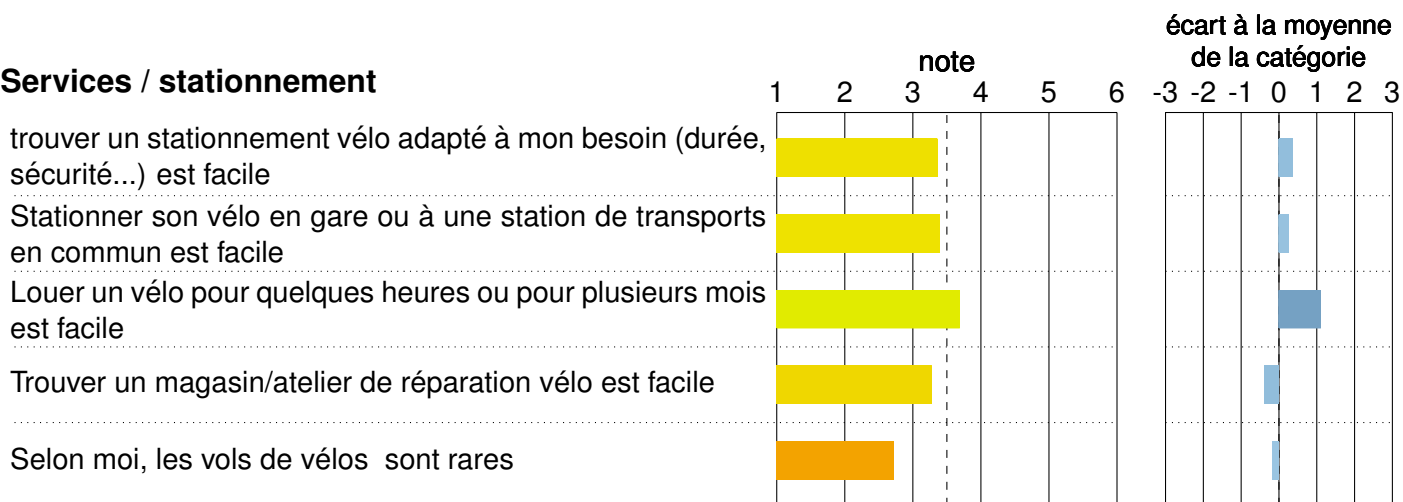 écart à la moyenne
de la catégorie
note
Services / stationnement
1 2 3 4 5 6 -3 -2 -1 0 1 2 3
trouver un stationnement vélo adapté à mon besoin (durée,
sécurité...) est facile
Stationner son vélo en gare ou à une station de transports
en commun est facile
Louer un vélo pour quelques heures ou pour plusieurs mois
est facile
Trouver un magasin/atelier de réparation vélo est facile
Selon moi, les vols de vélos  sont rares